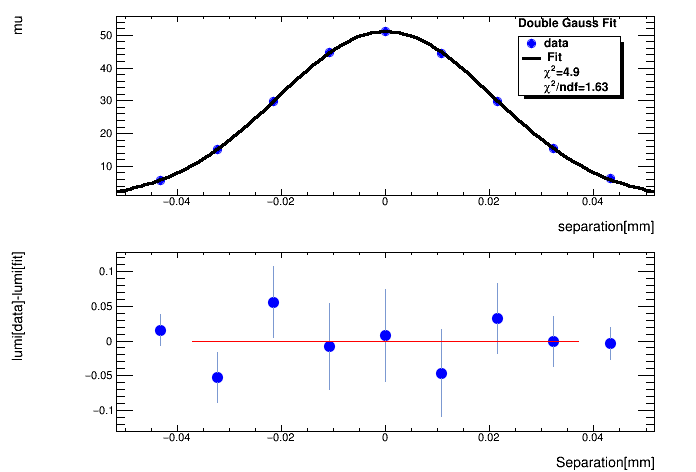 Double Gauss Fit
data
Fit
χ²=4.9
χ²/ndf=1.63
mu
50
40
30
20
10
−0.04 −0.02 0 0.02 0.04
separation[mm]
lumi[data]-lumi[fit]
0.1
0.05
0
−0.05
−0.1
−0.04 −0.02 0 0.02 0.04
Separation[mm]